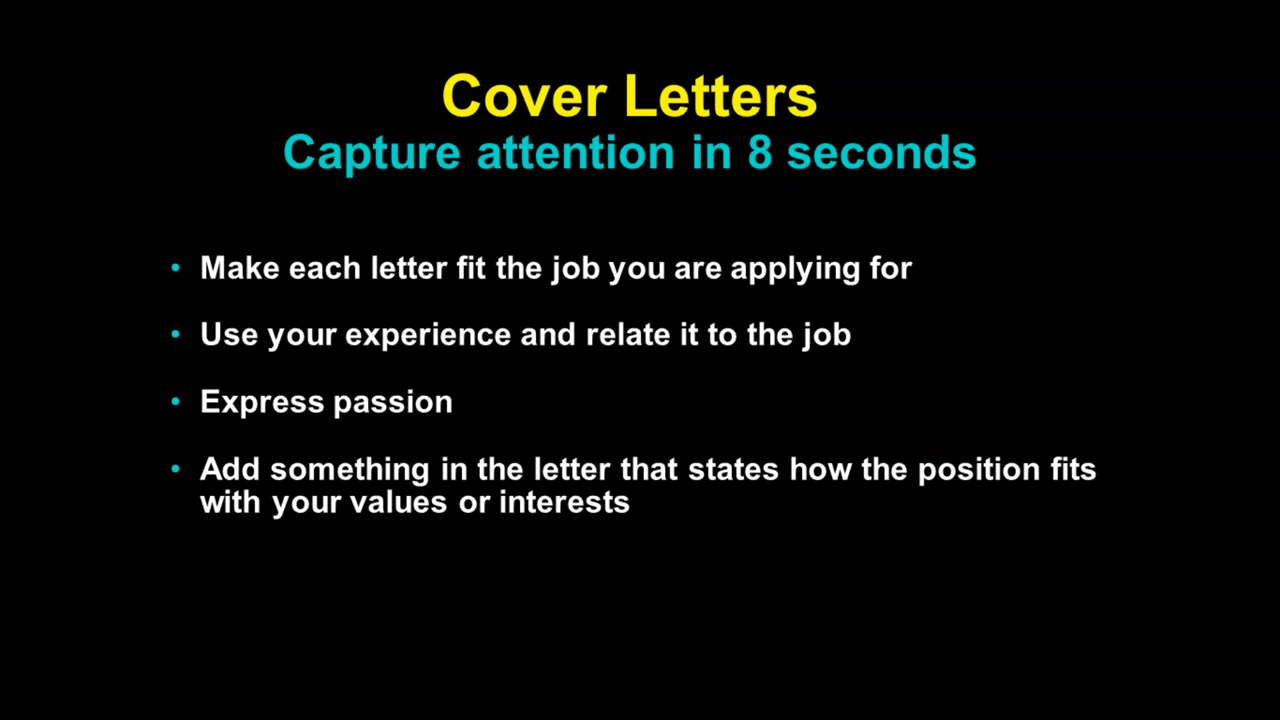 Cover Letters
Capture attention in 8 seconds
• Make each letter fit the job you are applying for
• Use your experience and relate it to the job
• Express passion
• Add something in the letter that states how the position fits
with your values or interests